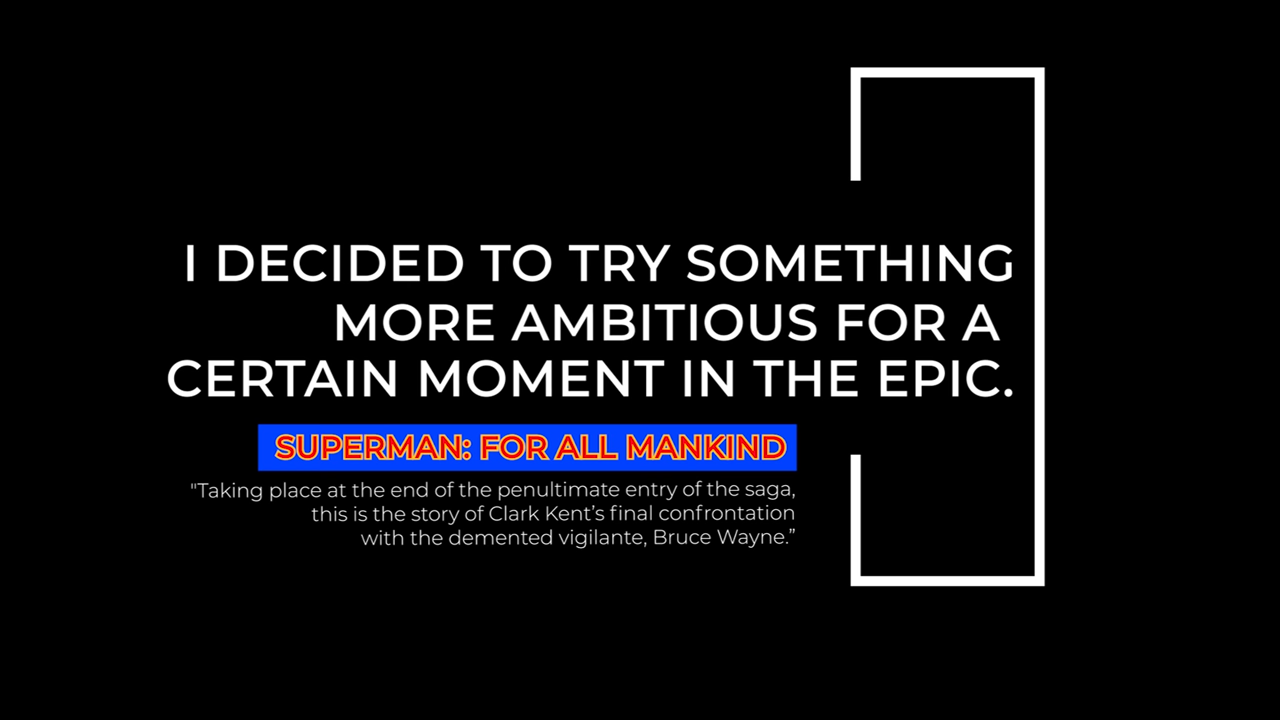 I DECIDED TO TRY SOMETHING
MORE AMBITIOUS FOR A
CERTAIN MOMENT IN THE EPIC.
SUPERMAN: FOR ALL MANKIND
"Taking place at the end of the penultimate entry of the saga,
this is the story of Clark Kent’s final confrontation
with the demented vigilante, Bruce Wayne.”